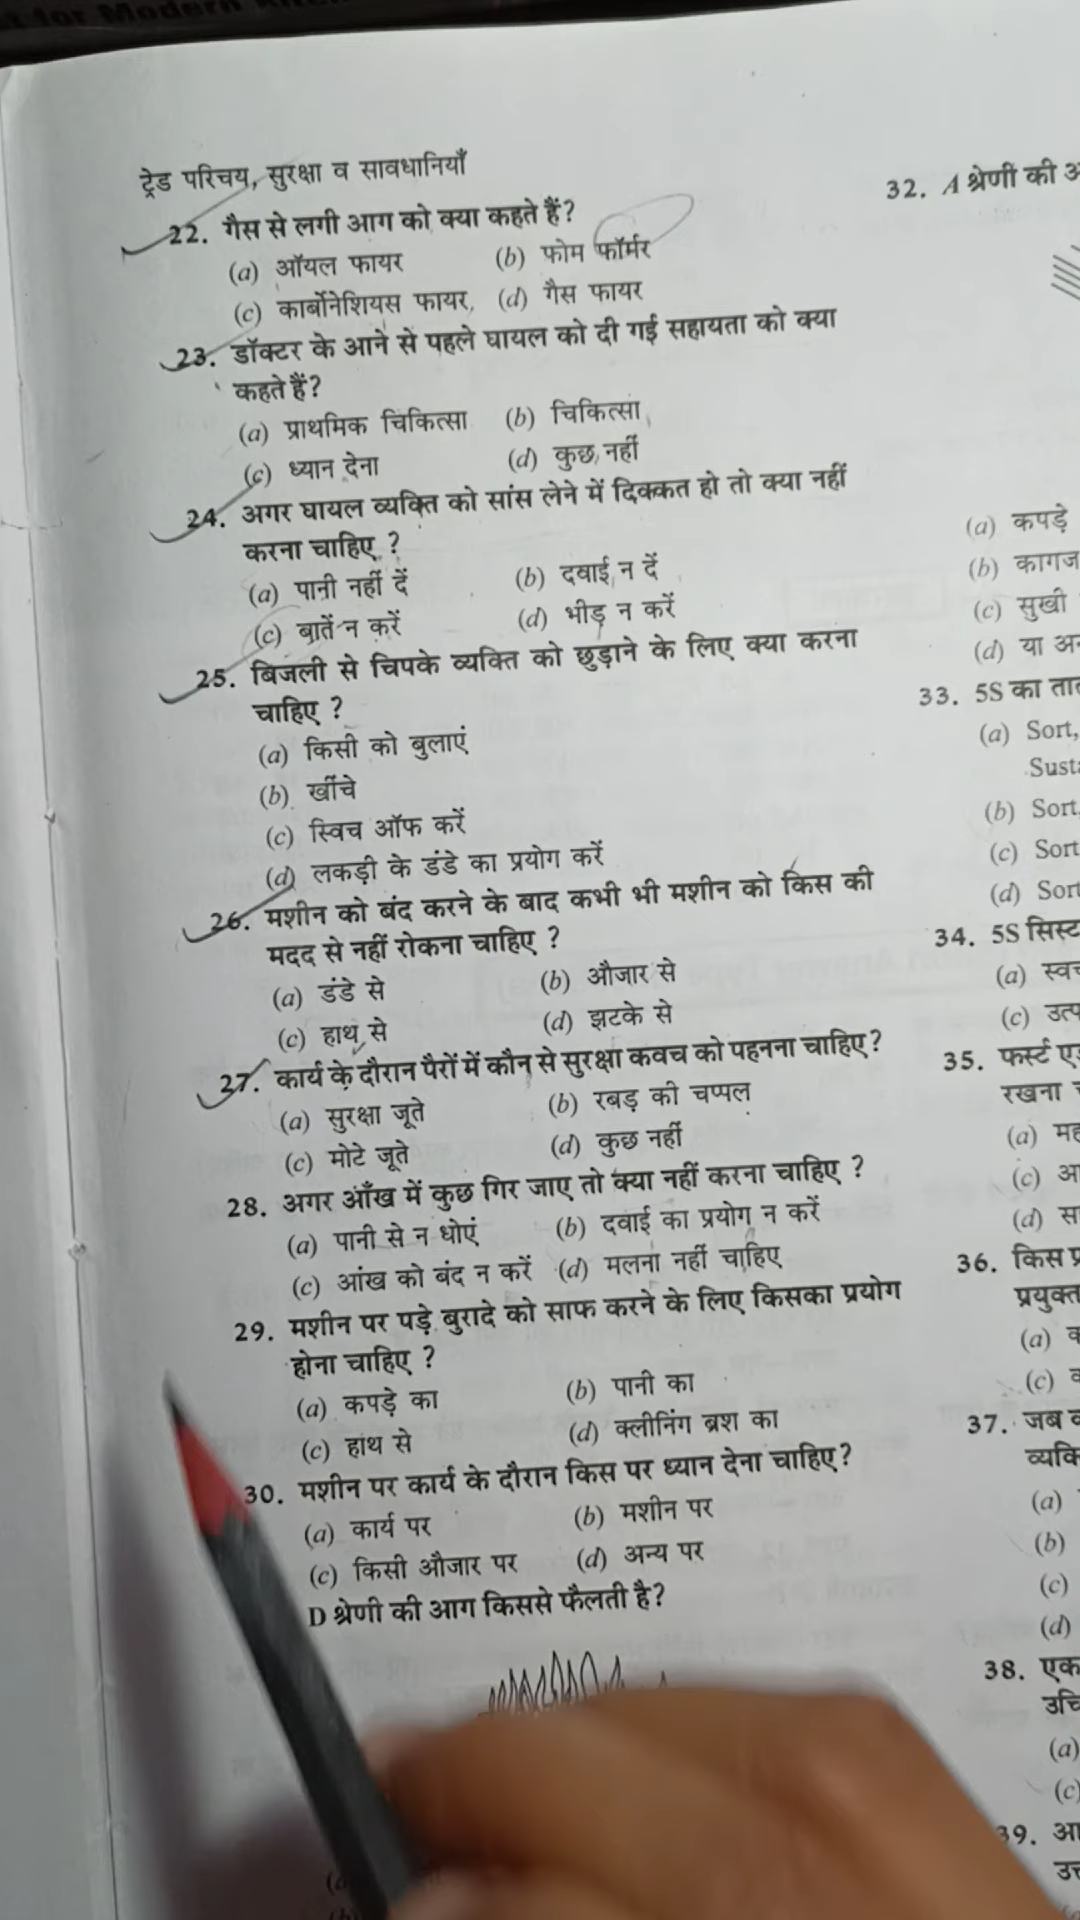 for Modern
ट्रेड परिचय, सुरक्षा व सावधानियाँ
22. गैस से लगी आग को क्या कहते हैं?
(a) ऑयल फायर (b) फोम फॉर्मर
(c) कार्बोनेशियस फायर, (d) गैस फायर
23. डॉक्टर के आने से पहले घायल को दी गई सहायता को क्या
कहते हैं?
(a) प्राथमिक चिकित्सा (b) चिकित्सा
(c) ध्यान देना (d) कुछ नहीं
24. अगर घायल व्यक्ति को सांस लेने में दिक्कत हो तो क्या नहीं
करना चाहिए ?
(a) पानी नहीं दें (b) दवाई न दें
(c) बातें न करें (d) भीड़ न करें
25. बिजली से चिपके व्यक्ति को छुड़ाने के लिए क्या करना
चाहिए ?
(a) किसी को बुलाएं
(b) खींचे
(c) स्विच ऑफ करें
(d) लकड़ी के डंडे का प्रयोग करें
26. मशीन को बंद करने के बाद कभी भी मशीन को किस की
मदद से नहीं रोकना चाहिए ?
(a) डंडे से (b) औजार से
(c) हाथ से (d) झटके से
27. कार्य के दौरान पैरों में कौन से सुरक्षा कवच को पहनना चाहिए?
(a) सुरक्षा जूते (b) रबड़ की चप्पल
(c) मोटे जूते (d) कुछ नहीं
28. अगर आँख में कुछ गिर जाए तो क्या नहीं करना चाहिए ?
(a) पानी से न धोएं (b) दवाई का प्रयोग न करें
(c) आंख को बंद न करें (d) मलना नहीं चाहिए
29. मशीन पर पड़े बुरादे को साफ करने के लिए किसका प्रयोग
होना चाहिए ?
(a) कपड़े का (b) पानी का
(c) हाथ से (d) क्लीनिंग ब्रश का
30. मशीन पर कार्य के दौरान किस पर ध्यान देना चाहिए?
(a) कार्य पर (b) मशीन पर
(c) किसी औजार पर (d) अन्य पर
D श्रेणी की आग किससे फैलती है?
32. A श्रेणी की
(a) कपड़े
(b) कागज
(c) सुखी
(d) या
33. 5S का
(a) Sort,
(b) Sort,
(c) Sort
(d) Sort
34. 5S
(a)
(c)
35. फर्स्ट
रखना
(a)
(c)
(d)
36. किस
(a)
(c)
37. जब
(a)
(b)
(c)
(d)
38. एक
(a)
(c)
39.